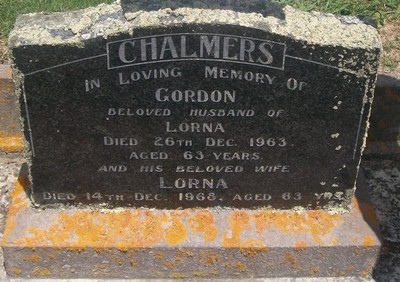 CHALMERS
IN LOVING MEMORY OF
GORDON
BELOVED HUSBAND OF
LORNA
DIED 26TH DEC. 1963.
AGED 63 YEARS.
AND HIS BELOVED WIFE
LORNA
DIED 14TH DEC. 1968, AGED 63 YRS.